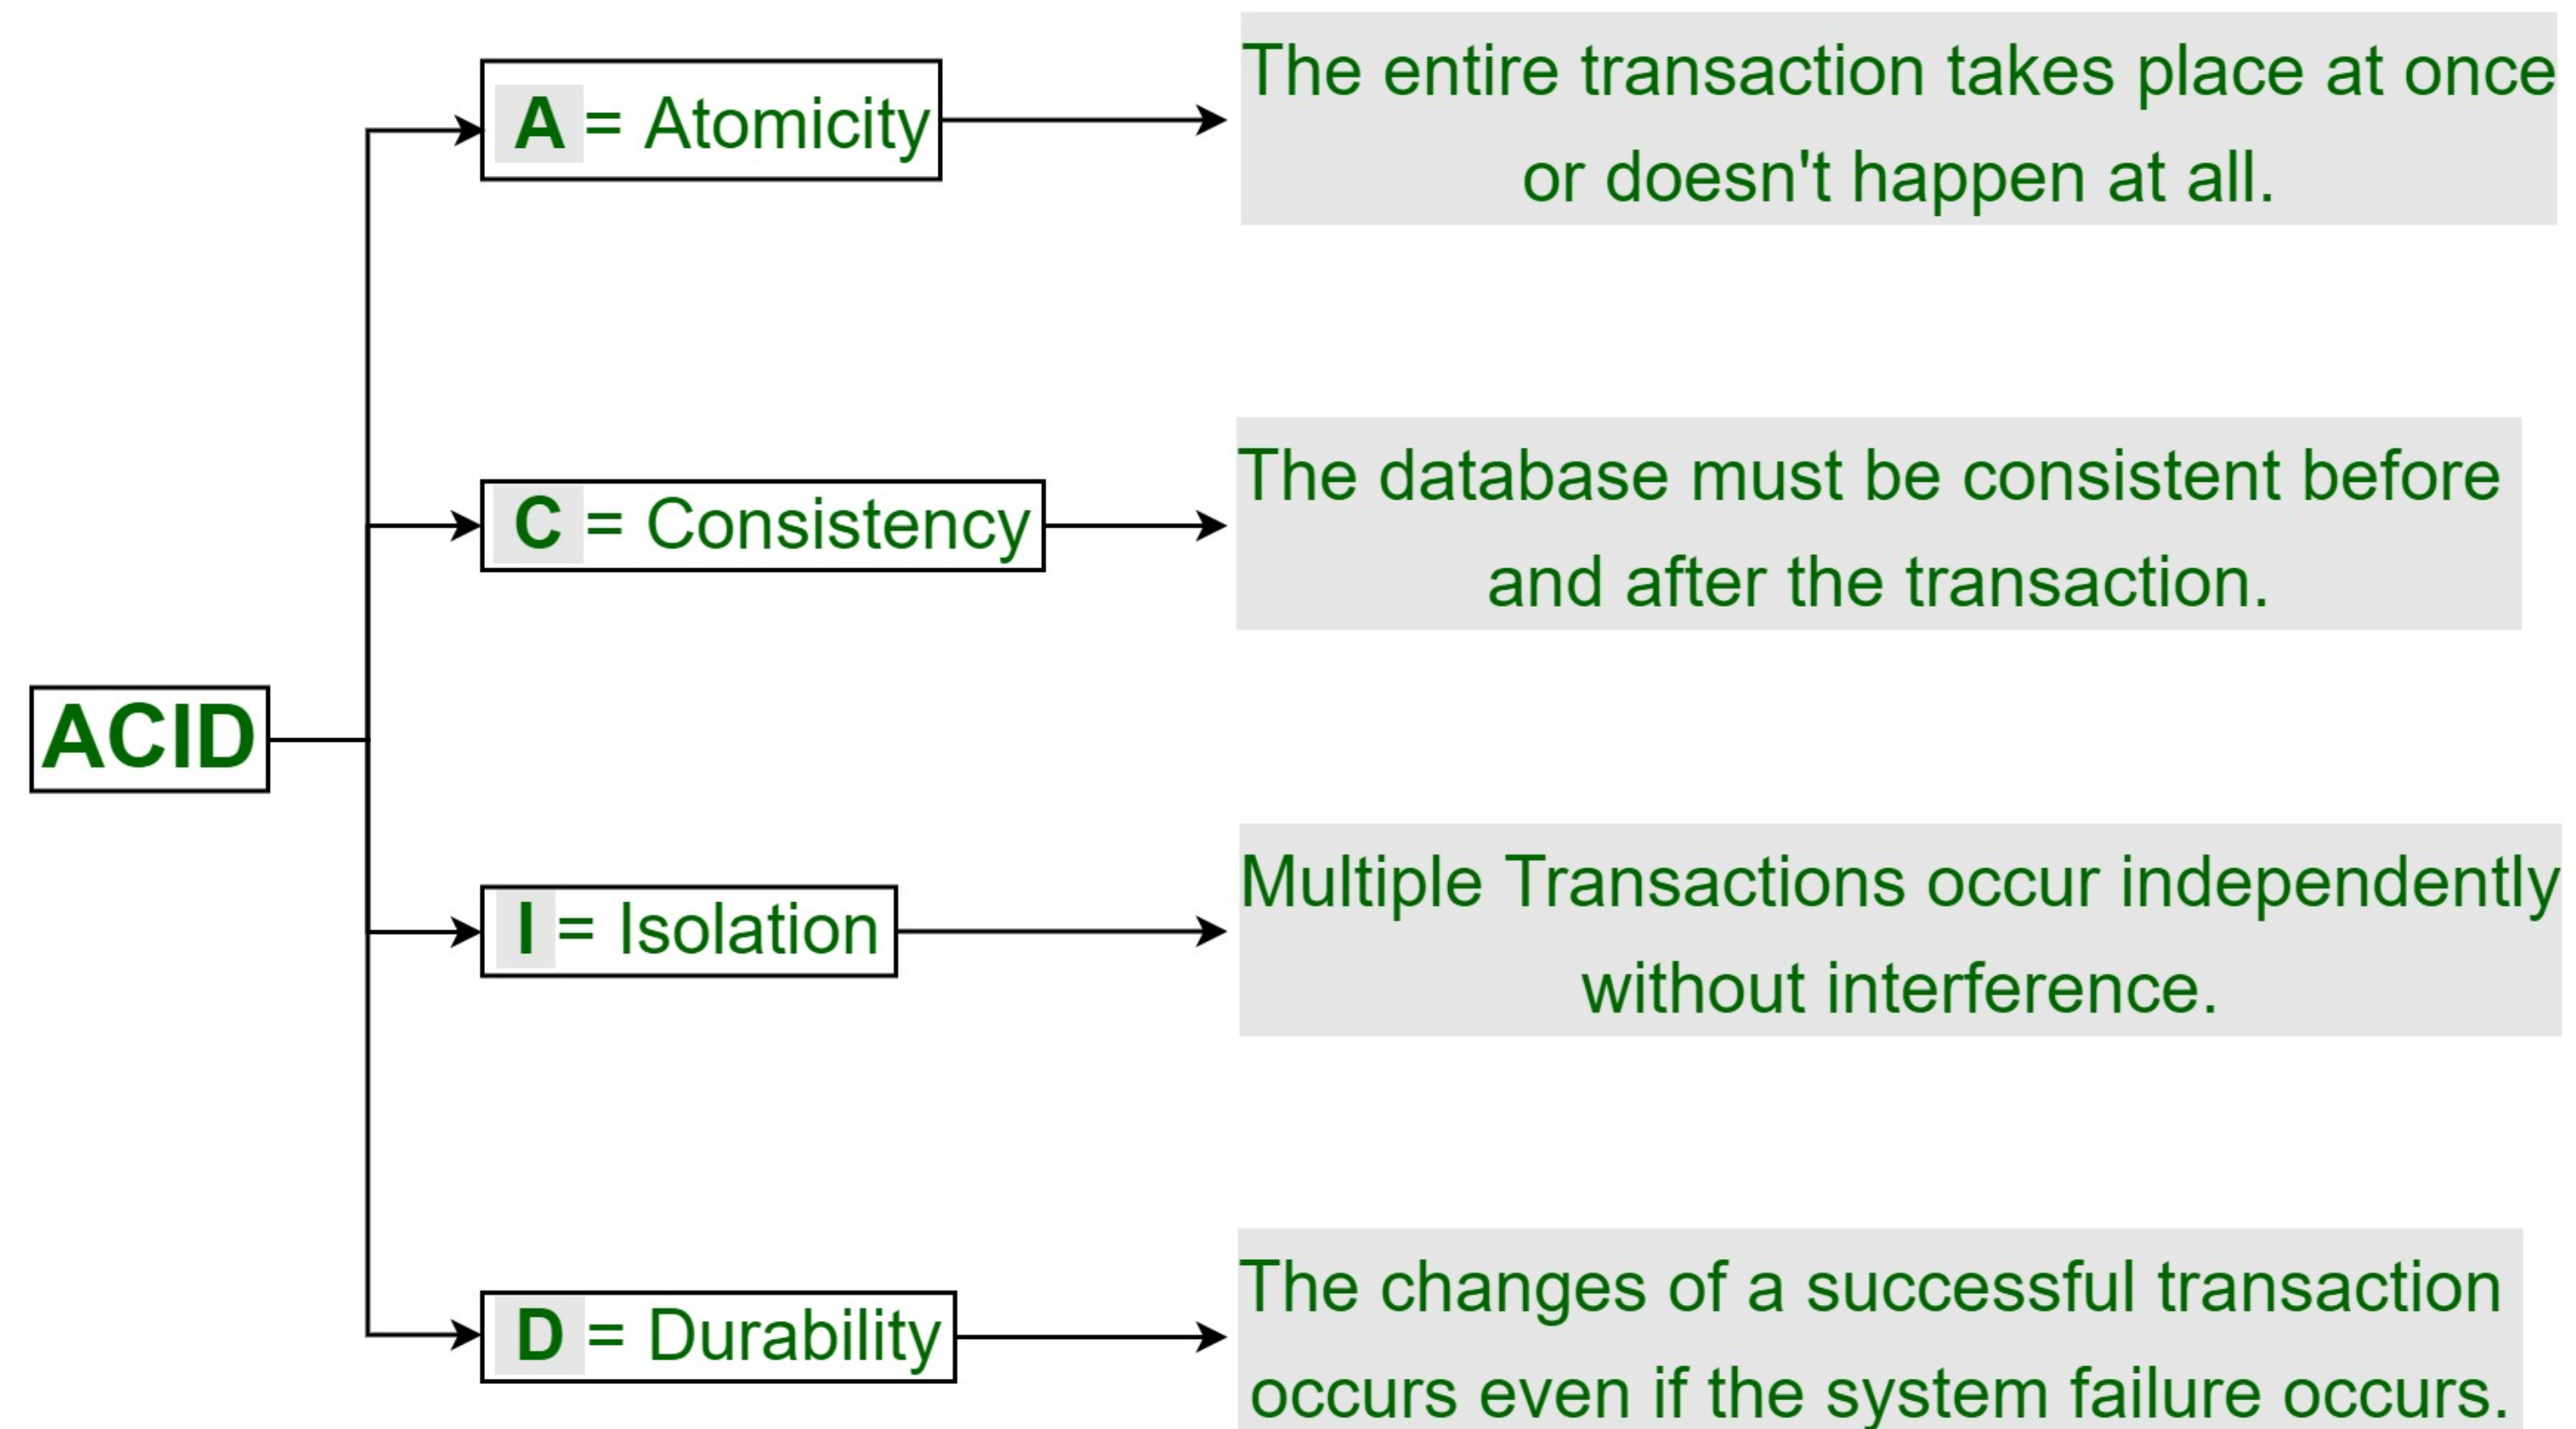 A = Atomicity
The entire transaction takes place at once
or doesn't happen at all.
C = Consistency
The database must be consistent before
and after the transaction.
ACID
I = Isolation
Multiple Transactions occur independently
without interference.
D = Durability
The changes of a successful transaction
occurs even if the system failure occurs.